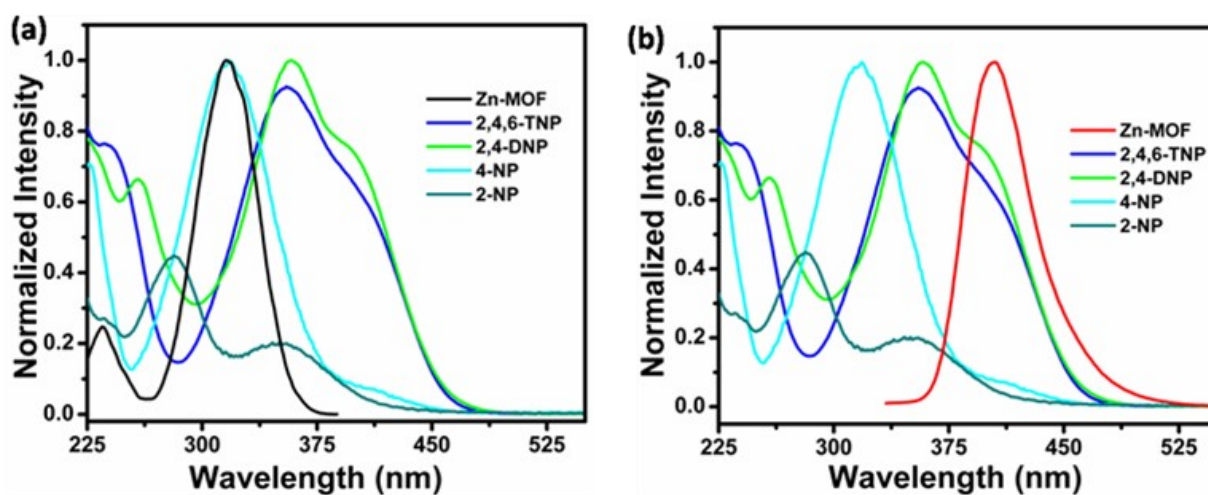 (a)
Normalized Intensity
1.0
0.8
0.6
0.4
0.2
0.0
Zn-MOF
2,4,6-TNP
2,4-DNP
4-NP
2-NP
225 300 375 450 525
Wavelength (nm)
(b)
Normalized Intensity
1.0
0.8
0.6
0.4
0.2
0.0
Zn-MOF
2,4,6-TNP
2,4-DNP
4-NP
2-NP
225 300 375 450 525
Wavelength (nm)